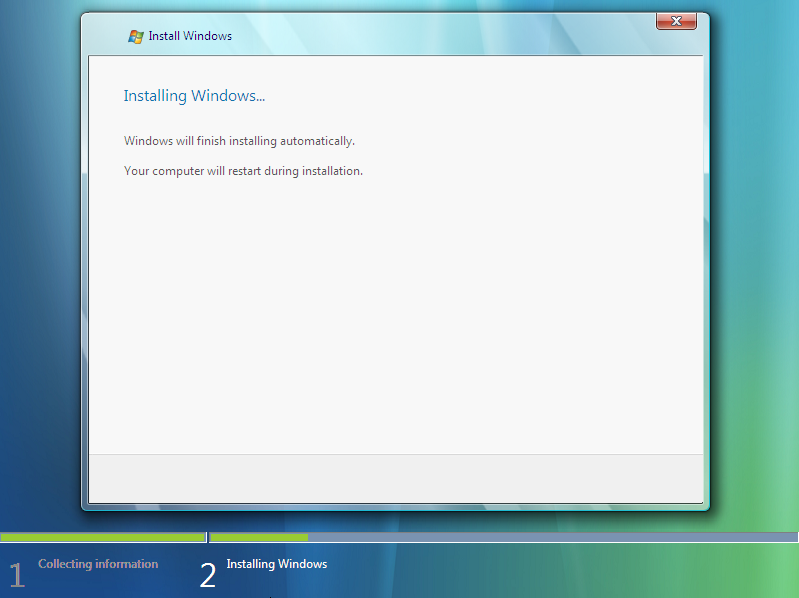 Install Windows
Installing Windows...
Windows will finish installing automatically.
Your computer will restart during installation.
1 Collecting information
2 Installing Windows